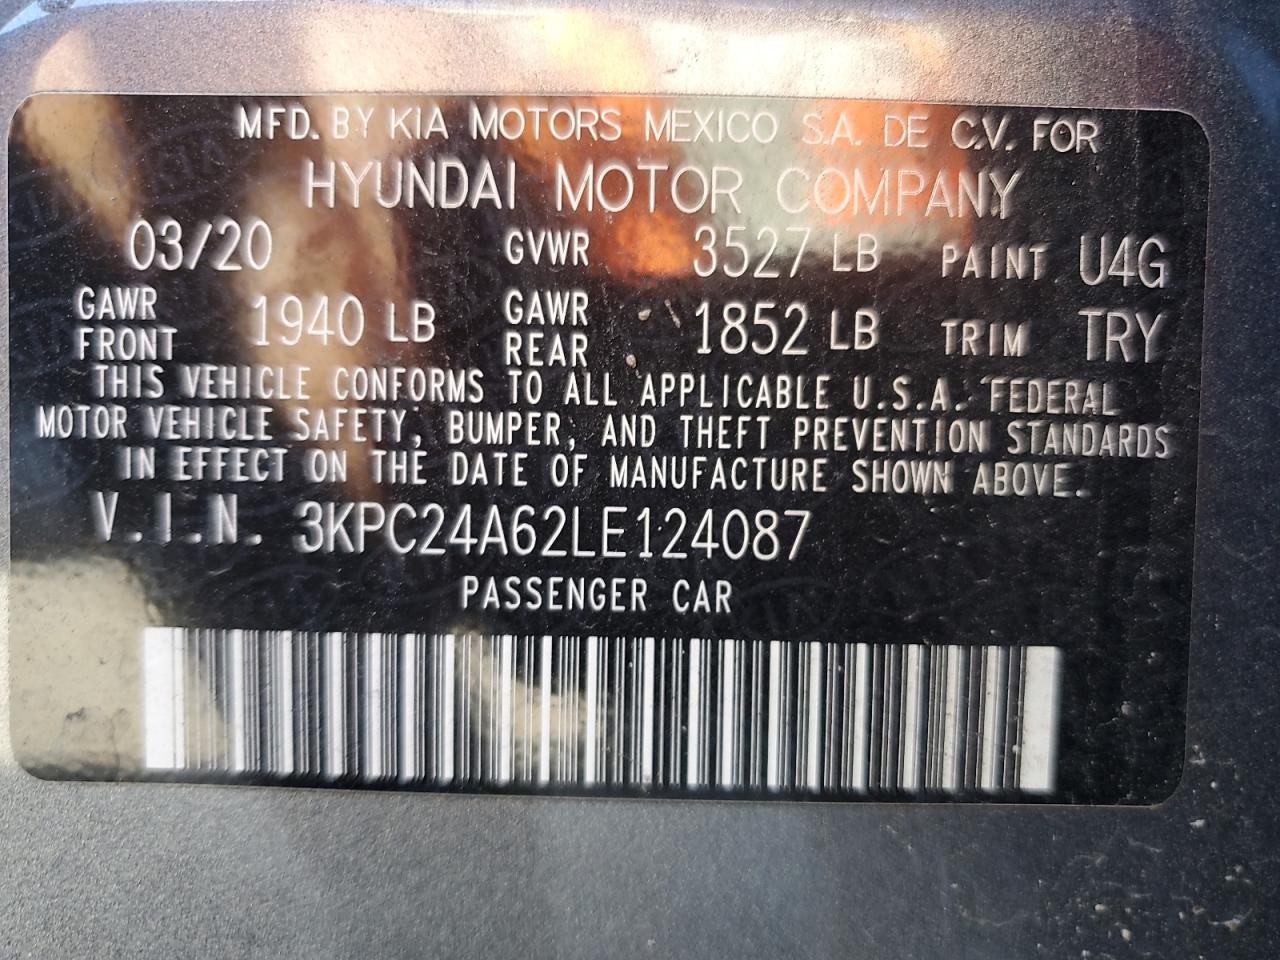 MFD. BY KIA MOTORS MEXICO S.A. DE C.V. FOR
HYUNDAI MOTOR COMPANY
03/20 GVWR 3527 LB PAINT U4G
GAWR FRONT 1940 LB GAWR REAR 1852 LB TRIM TRY
THIS VEHICLE CONFORMS TO ALL APPLICABLE U.S.A. FEDERAL
MOTOR VEHICLE SAFETY, BUMPER, AND THEFT PREVENTION STANDARDS
IN EFFECT ON THE DATE OF MANUFACTURE SHOWN ABOVE.
V.I.N. 3KPC24A62LE124087
PASSENGER CAR